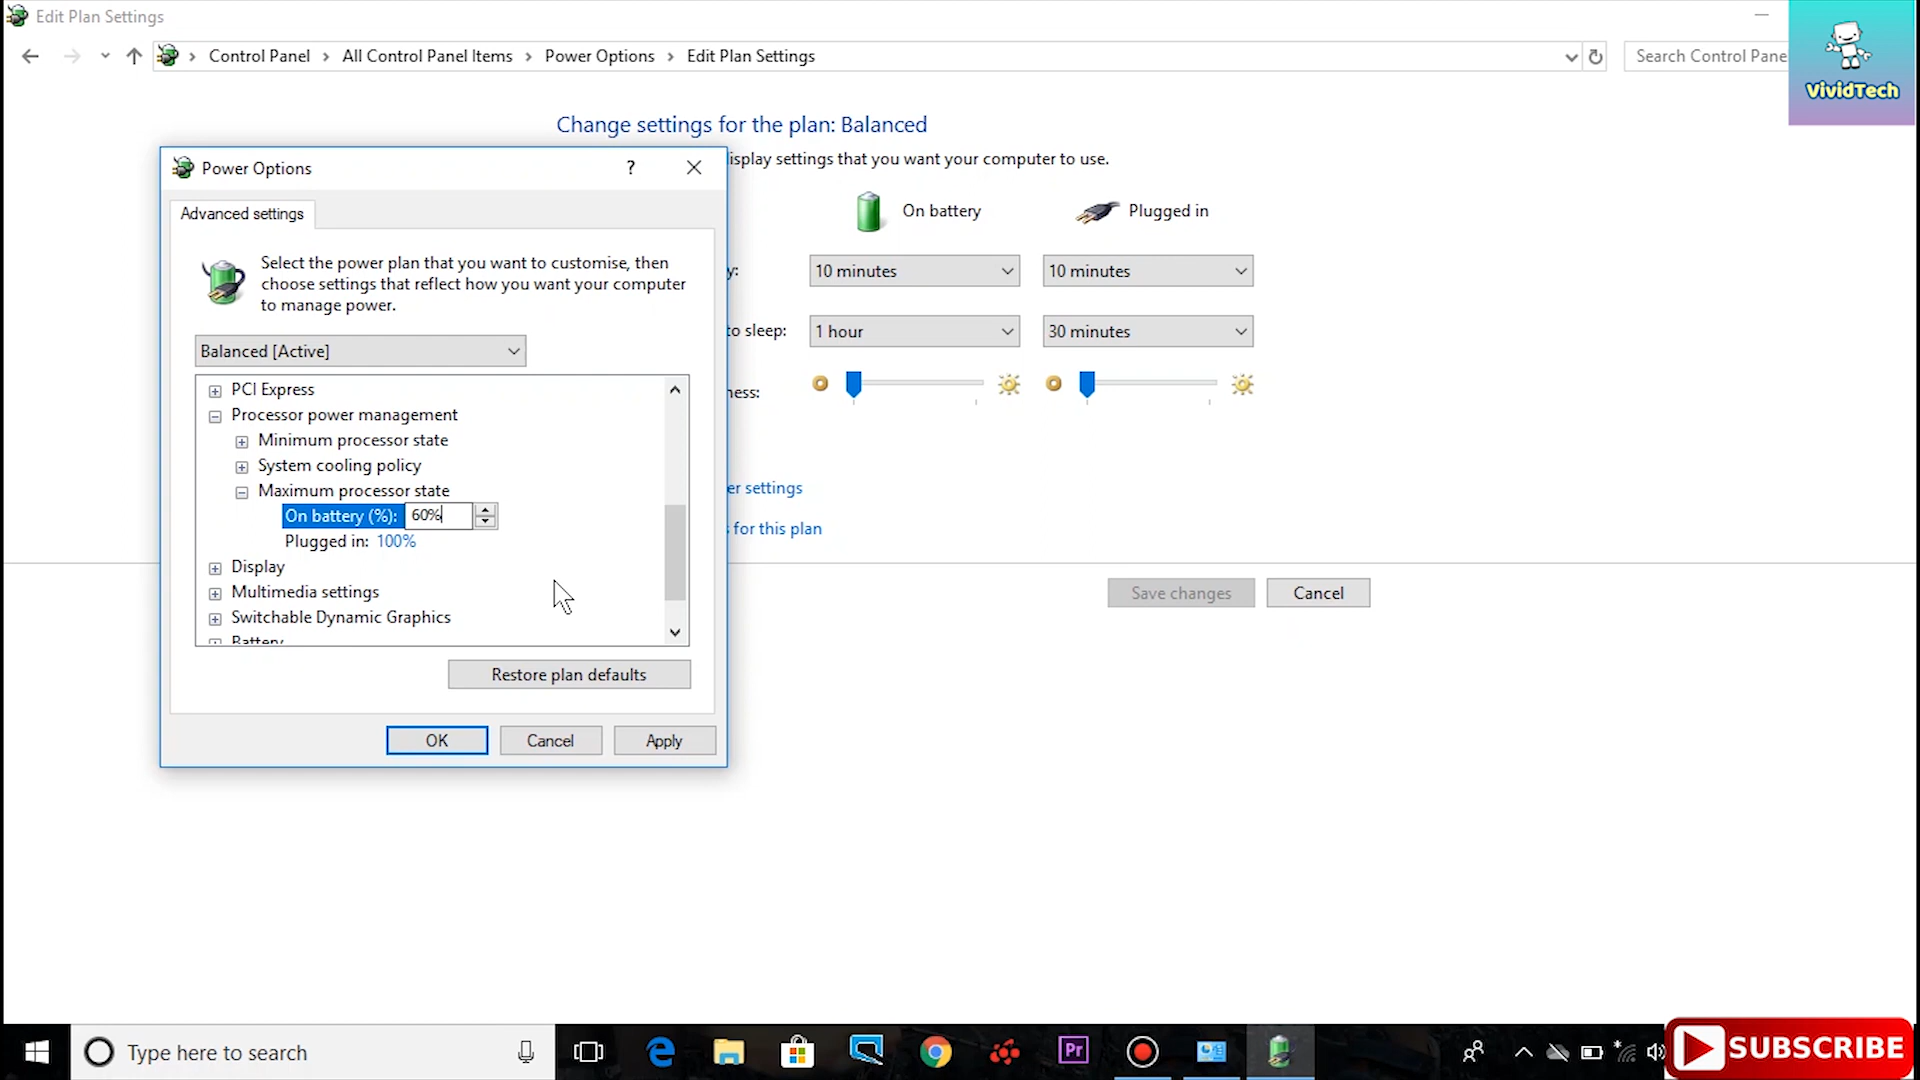 Edit Plan Settings
Control Panel > All Control Panel Items > Power Options > Edit Plan Settings
Search Control Pane
VividTech
Change settings for the plan: Balanced
isplay settings that you want your computer to use.
On battery
Plugged in
y:
10 minutes
10 minutes
to sleep:
1 hour
30 minutes
ness:
er settings
s for this plan
Save changes
Cancel
Power Options
?
Advanced settings
Select the power plan that you want to customise, then
choose settings that reflect how you want your computer
to manage power.
Balanced [Active]
PCI Express
Processor power management
Minimum processor state
System cooling policy
Maximum processor state
On battery (%): 60%
Plugged in: 100%
Display
Multimedia settings
Switchable Dynamic Graphics
Battery
Restore plan defaults
OK
Cancel
Apply
Type here to search
Pr
SUBSCRIBE